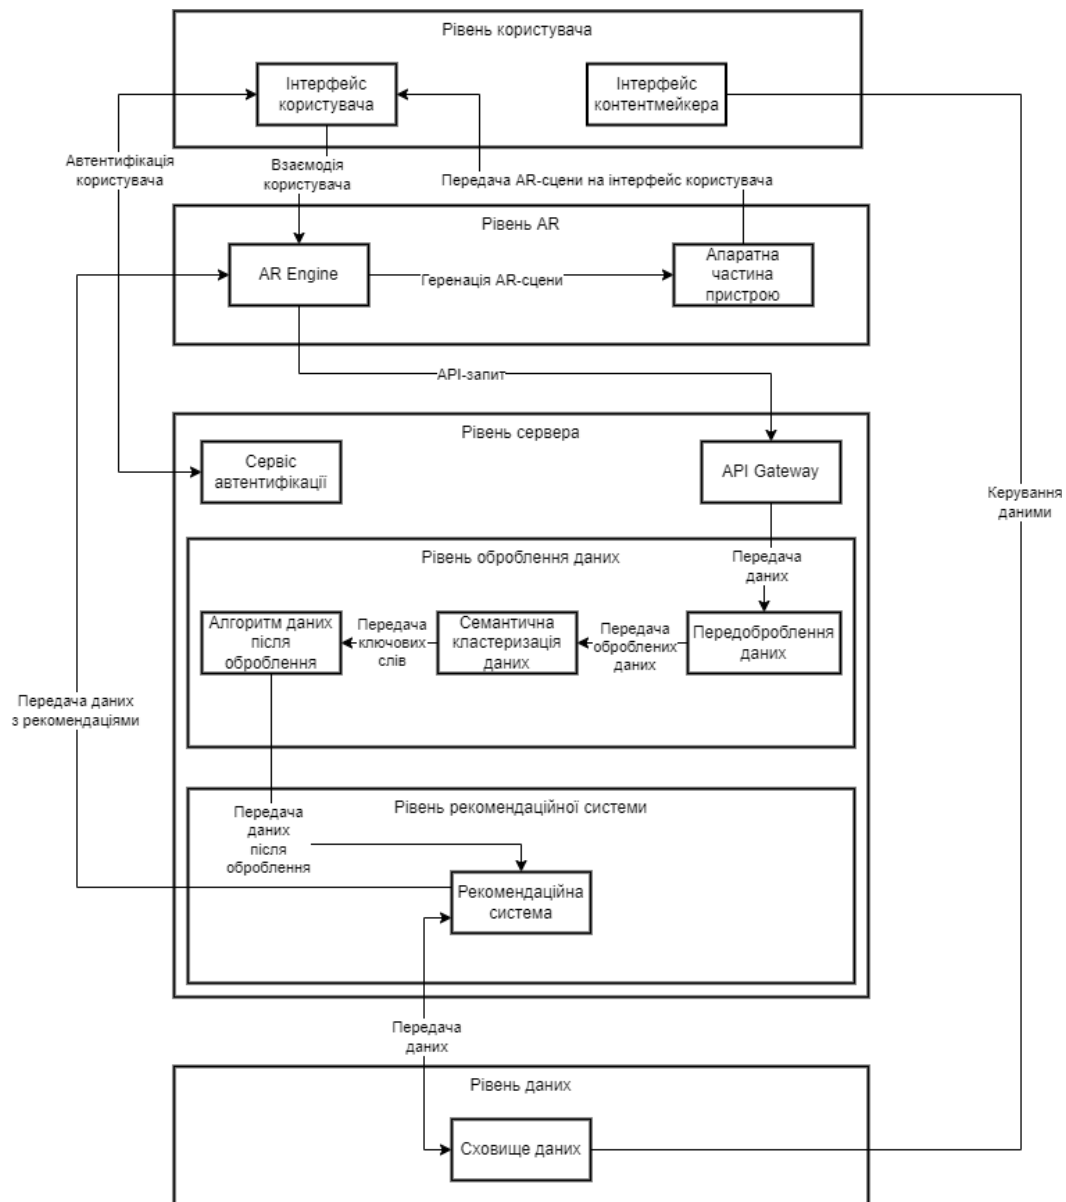 Рівень користувача
Інтерфейс
користувача
Інтерфейс
контентмейкера
Автентифікація
користувача
Взаємодія
користувача
Передача AR-сцени на інтерфейс користувача
Рівень AR
AR Engine
Геренація AR-сцени
Апаратна
частина
пристрою
API-запит
Рівень сервера
Сервіс
автентифікації
API Gateway
Керування
даними
Рівень оброблення даних
Передача
даних
Алгоритм даних
після
оброблення
Передача
ключових
слів
Семантична
кластеризація
даних
Передача
оброблених
даних
Передоброблення
даних
Передача даних
з рекомендаціями
Рівень рекомендаційної системи
Передача
даних
після
оброблення
Рекомендаційна
система
Передача
даних
Рівень даних
Сховище даних